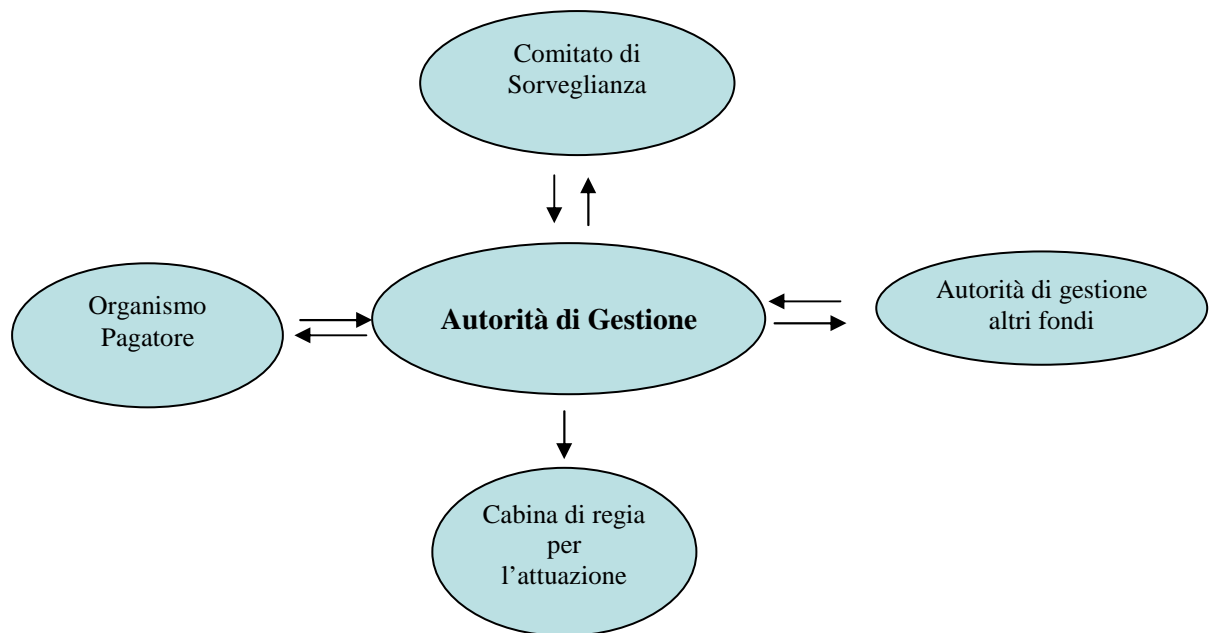 Comitato di
Sorveglianza
Organismo
Pagatore
Autorità di Gestione
Autorità di gestione
altri fondi
Cabina di regia
per
l’attuazione